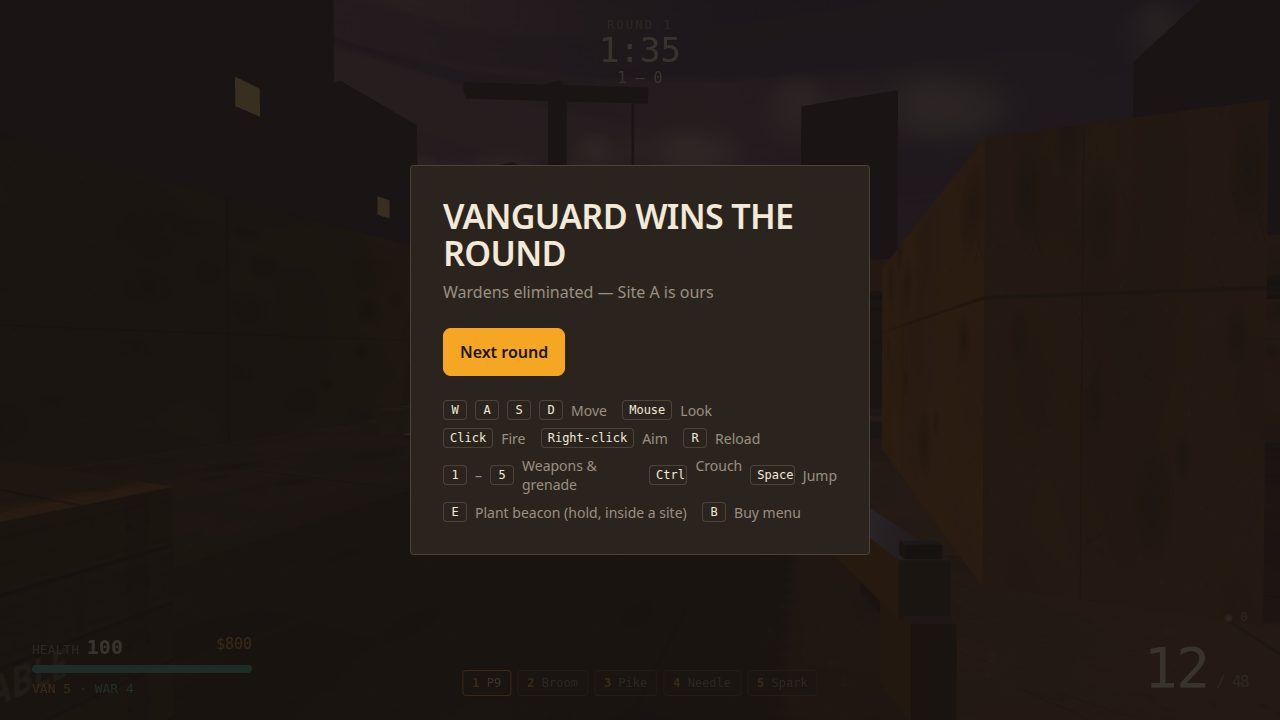 ROUND 1
1:35
1 — 0
VANGUARD WINS THE
ROUND
Wardens eliminated — Site A is ours
Next round
W A S D Move Mouse Look
Click Fire Right-click Aim R Reload
1 – 5 Weapons & grenade Ctrl Crouch Space Jump
E Plant beacon (hold, inside a site) B Buy menu
HEALTH 100 $800
VAN 5 · WAR 4
1 P9 2 Broom 3 Pike 4 Needle 5 Spark
0
12 / 48